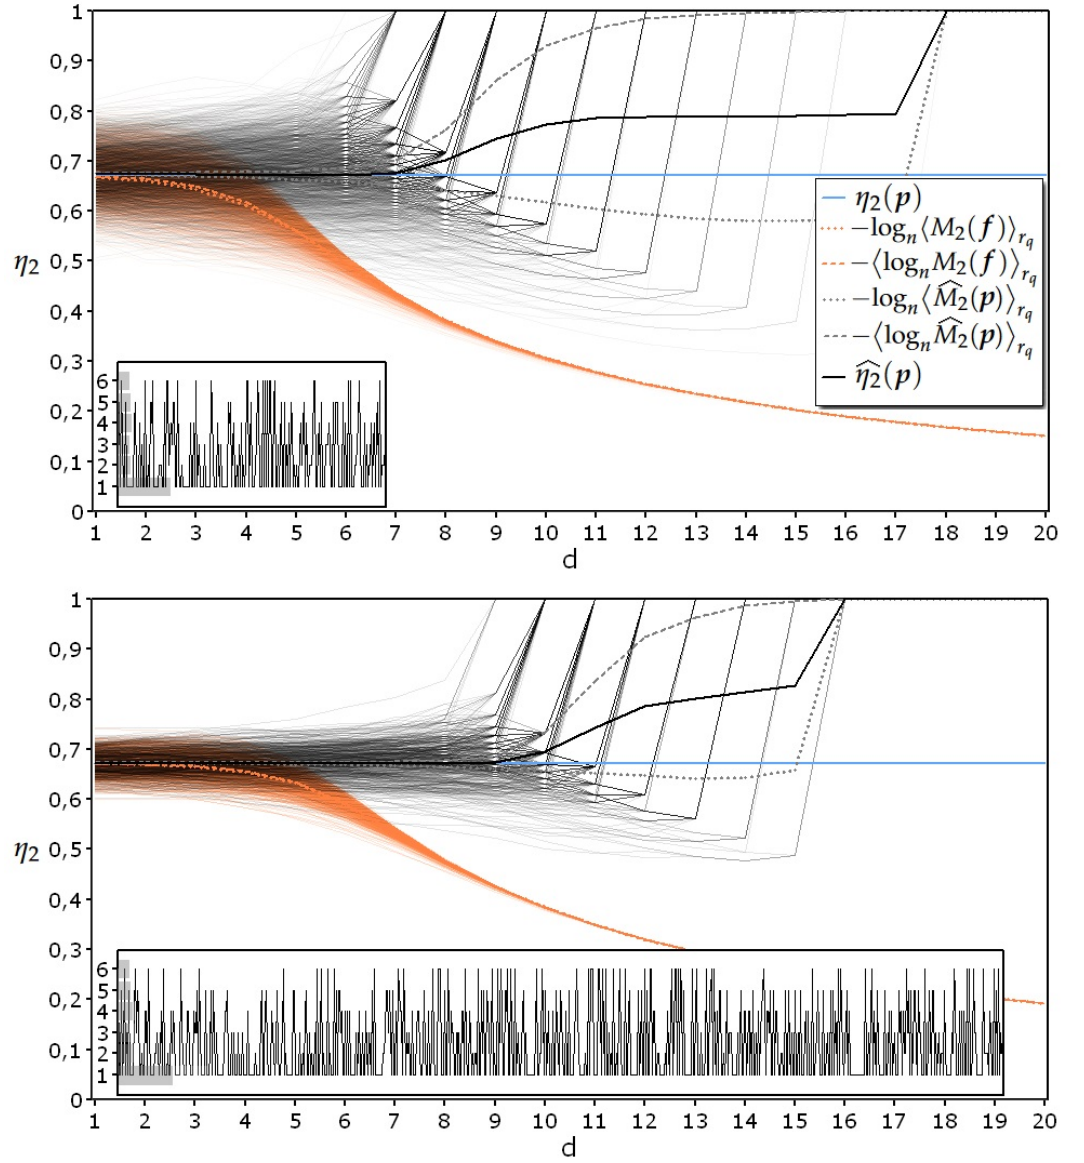 1
0,9
0,8
0,7
0,6
η₂
0,5
0,4
0,3
0,2
0,1
0
η₂(p)
−logₙ⟨M₂(f)⟩_{r_q}
−⟨logₙ M₂(f)⟩_{r_q}
−logₙ⟨M̂₂(p)⟩_{r_q}
−⟨logₙ M̂₂(p)⟩_{r_q}
η̂₂(p)
6
5
4
3
2
1
1 2 3 4 5 6 7 8 9 10 11 12 13 14 15 16 17 18 19 20
d
1
0,9
0,8
0,7
0,6
η₂
0,5
0,4
0,3
0,2
0,1
0
6
5
4
3
2
1
1 2 3 4 5 6 7 8 9 10 11 12 13 14 15 16 17 18 19 20
d